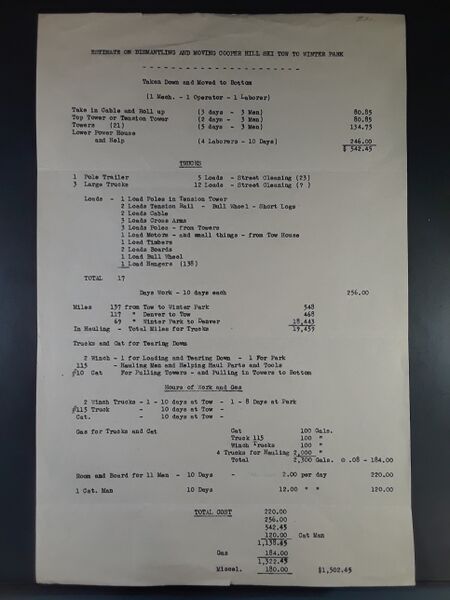 ESTIMATE ON DISMANTLING AND MOVING COOPER HILL SKI TOW TO WINTER PARK
- - - - - - - - - - - - - - - - - - - - - - -
Taken Down and Moved to Bottom
(1 Mech. - 1 Operator - 1 Laborer)
Take in Cable and Roll up (3 days - 3 Men) 80.85
Top Tower or Tension Tower (2 days - 3 Men) 80.85
Towers (21) (5 days - 3 Men) 134.75
Lower Power House
and Help (4 Laborers - 10 Days) 246.00
$ 542.45
TRUCKS
1 Pole Trailer 5 Loads - Street Cleaning (23)
3 Large Trucks 12 Loads - Street Cleaning (?)
Loads - 1 Load Poles in Tension Tower
2 Loads Tension Rail - Bull Wheel - Short Logs
2 Loads Cable
3 Loads Cross Arms
3 Loads Poles - from Towers
1 Load Motors - and small things - from Tow House
1 Load Timbers
2 Loads Boards
1 Load Bull Wheel
1 Load Hangers (138)
TOTAL 17
Days Work - 10 days each 256.00
Miles 137 from Tow to Winter Park 548
117 " Denver to Tow 468
69 " Winter Park to Denver 18,443
In Hauling - Total Miles for Trucks 19,459
Trucks and Cat for Tearing Down
2 Winch - 1 for Loading and Tearing Down - 1 For Park
115 - Hauling Men and Helping Haul Parts and Tools
#10 Cat For Pulling Towers - and Pulling in Towers to Bottom
Hours of Work and Gas
2 Winch Trucks - 1 - 10 days at Tow - 1 - 8 Days at Park
#115 Truck - 10 days at Tow -
Cat. - 10 days at Tow -
Gas for Trucks and Cat Cat 100 Gals.
Truck 115 100 "
Winch Trucks 100 "
4 Trucks for Hauling 2,000 "
Total 2,300 Gals. @ .08 - 184.00
Room and Board for 11 Men - 10 Days - 2.00 per day 220.00
1 Cat. Man 10 Days 12.00 " " 120.00
TOTAL COST 220.00
256.00
542.45
120.00 Cat Man
1,138.45
Gas 184.00
1,322.45
Miscel. 180.00 $1,502.45